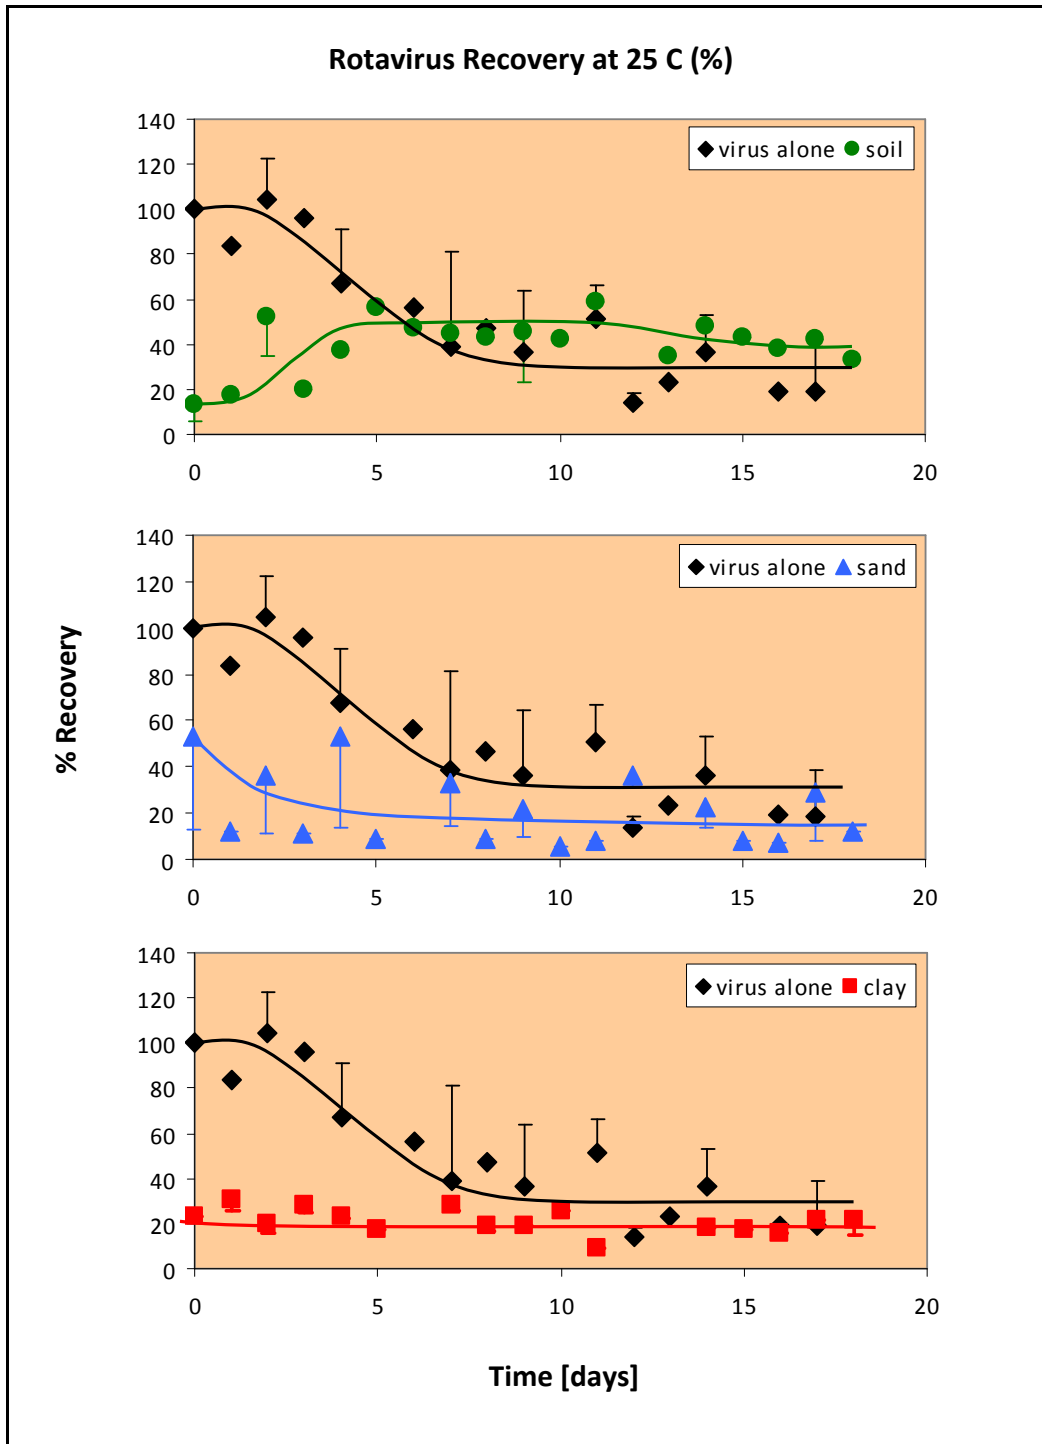 Rotavirus Recovery at 25 C (%)
140
120
100
80
60
40
20
0
virus alone soil
0 5 10 15 20
140
120
100
80
60
40
20
0
virus alone sand
0 5 10 15 20
% Recovery
140
120
100
80
60
40
20
0
virus alone clay
0 5 10 15 20
Time [days]